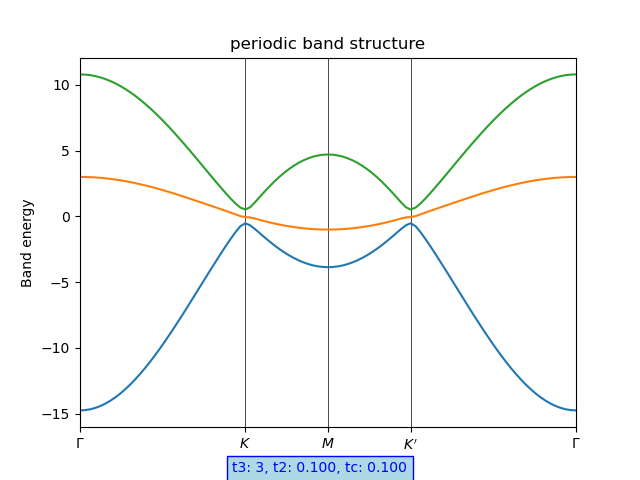 periodic band structure
10
5
0
−5
−10
−15
Band energy
Γ K M K′ Γ
t3: 3, t2: 0.100, tc: 0.100